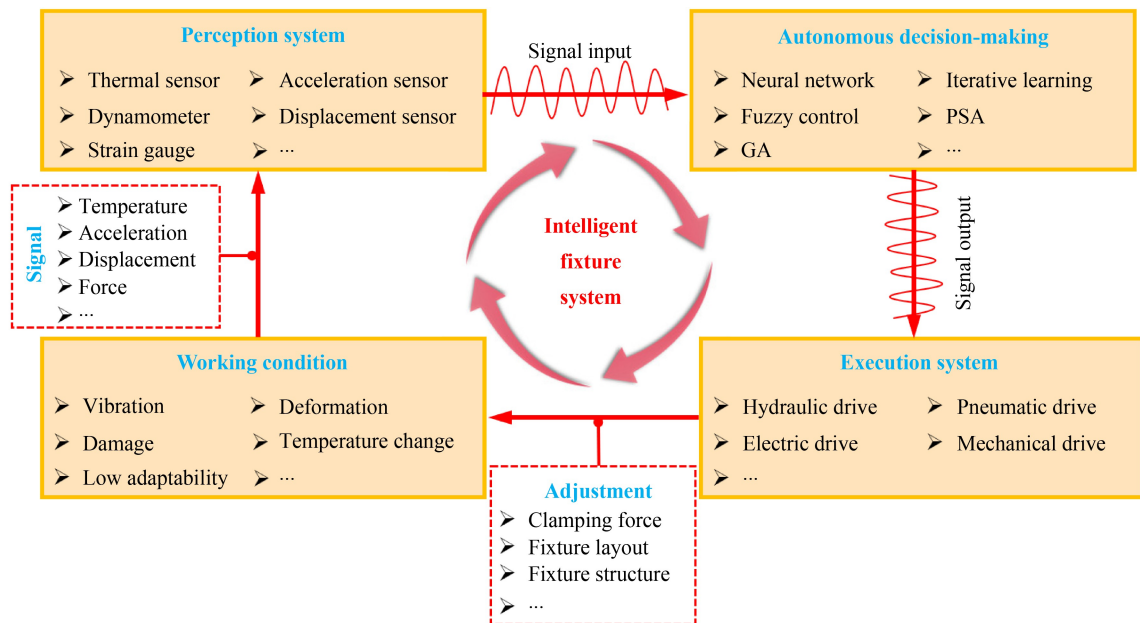 Perception system
➤ Thermal sensor
➤ Acceleration sensor
➤ Dynamometer
➤ Displacement sensor
➤ Strain gauge
➤ ...
Signal input
Autonomous decision-making
➤ Neural network
➤ Iterative learning
➤ Fuzzy control
➤ PSA
➤ GA
➤ ...
Signal
➤ Temperature
➤ Acceleration
➤ Displacement
➤ Force
➤ ...
Intelligent
fixture
system
Signal output
Working condition
➤ Vibration
➤ Deformation
➤ Damage
➤ Temperature change
➤ Low adaptability
➤ ...
Execution system
➤ Hydraulic drive
➤ Pneumatic drive
➤ Electric drive
➤ Mechanical drive
➤ ...
Adjustment
➤ Clamping force
➤ Fixture layout
➤ Fixture structure
➤ ...